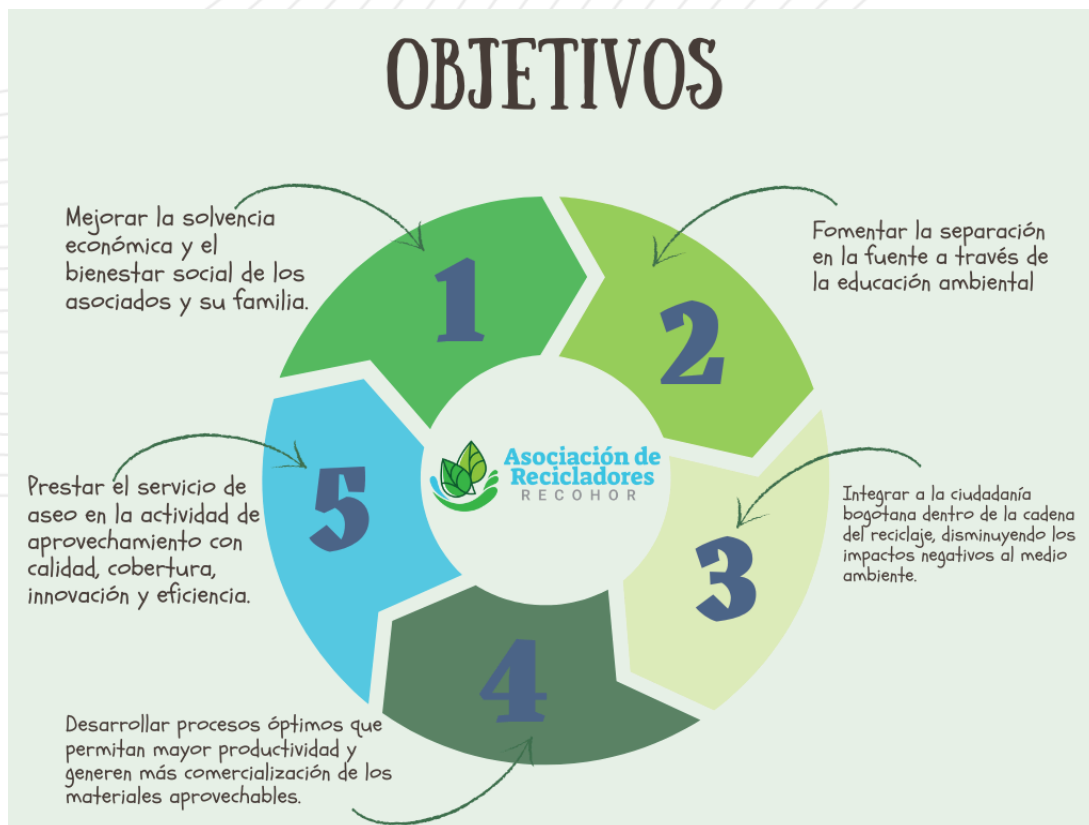 OBJETIVOS
Mejorar la solvencia
económica y el
bienestar social de los
asociados y su familia.
1
2
Fomentar la separación
en la fuente a través de
la educación ambiental
Asociación de
Recicladores
RECOHOR
5
Prestar el servicio de
aseo en la actividad de
aprovechamiento con
calidad, cobertura,
innovación y eficiencia.
3
Integrar a la ciudadanía
bogotana dentro de la cadena
del reciclaje, disminuyendo los
impactos negativos al medio
ambiente.
4
Desarrollar procesos óptimos que
permitan mayor productividad y
generen más comercialización de los
materiales aprovechables.